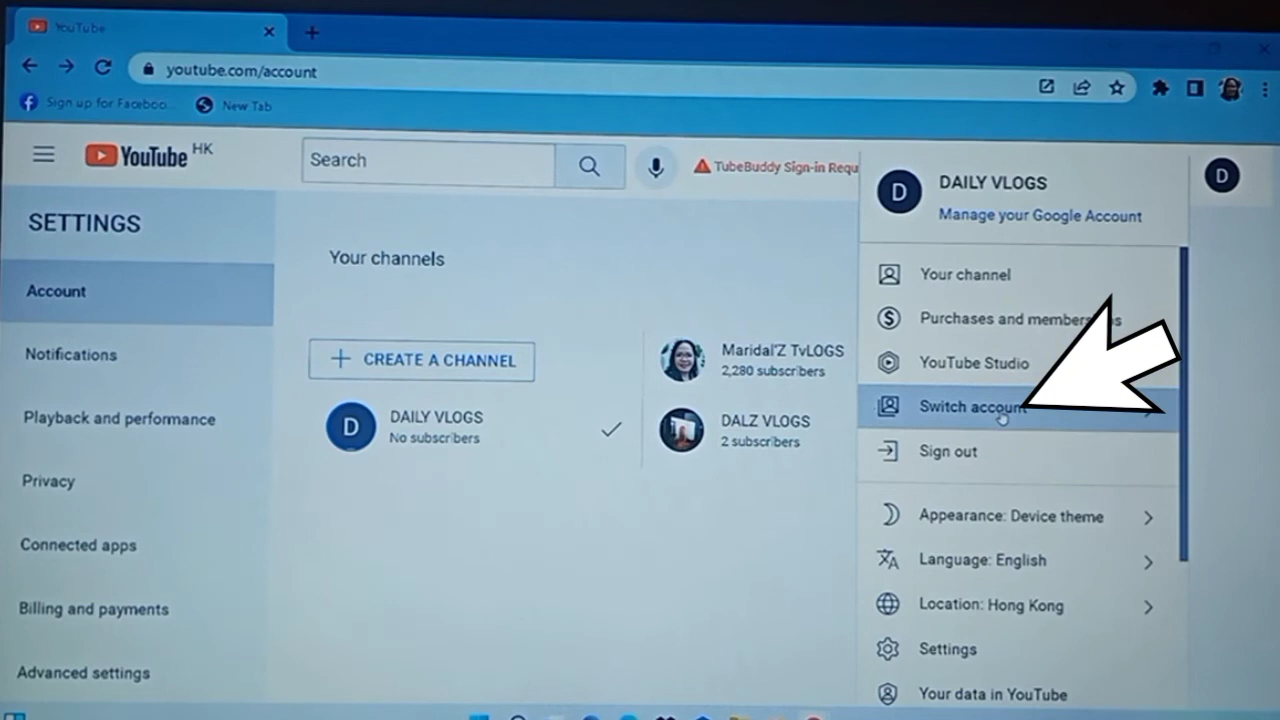 YouTube
youtube.com/account
Sign up for Faceboo...
New Tab
YouTube HK
Search
TubeBuddy Sign-in Requ
D
DAILY VLOGS
Manage your Google Account
D
SETTINGS
Account
Notifications
Playback and performance
Privacy
Connected apps
Billing and payments
Advanced settings
Your channels
CREATE A CHANNEL
D
DAILY VLOGS
No subscribers
Maridal'Z TvLOGS
2,280 subscribers
DALZ VLOGS
2 subscribers
Your channel
Purchases and
YouTube Studio
Switch account
Sign out
Appearance: Device theme
Language: English
Location: Hong Kong
Settings
Your data in YouTube